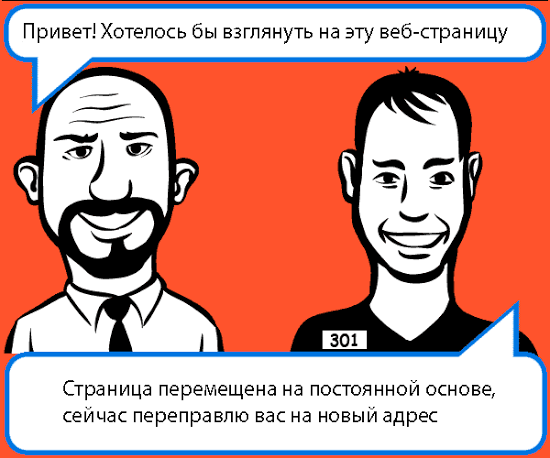 Привет! Хотелось бы взглянуть на эту веб-страницу
301
Страница перемещена на постоянной основе,
сейчас переправлю вас на новый адрес